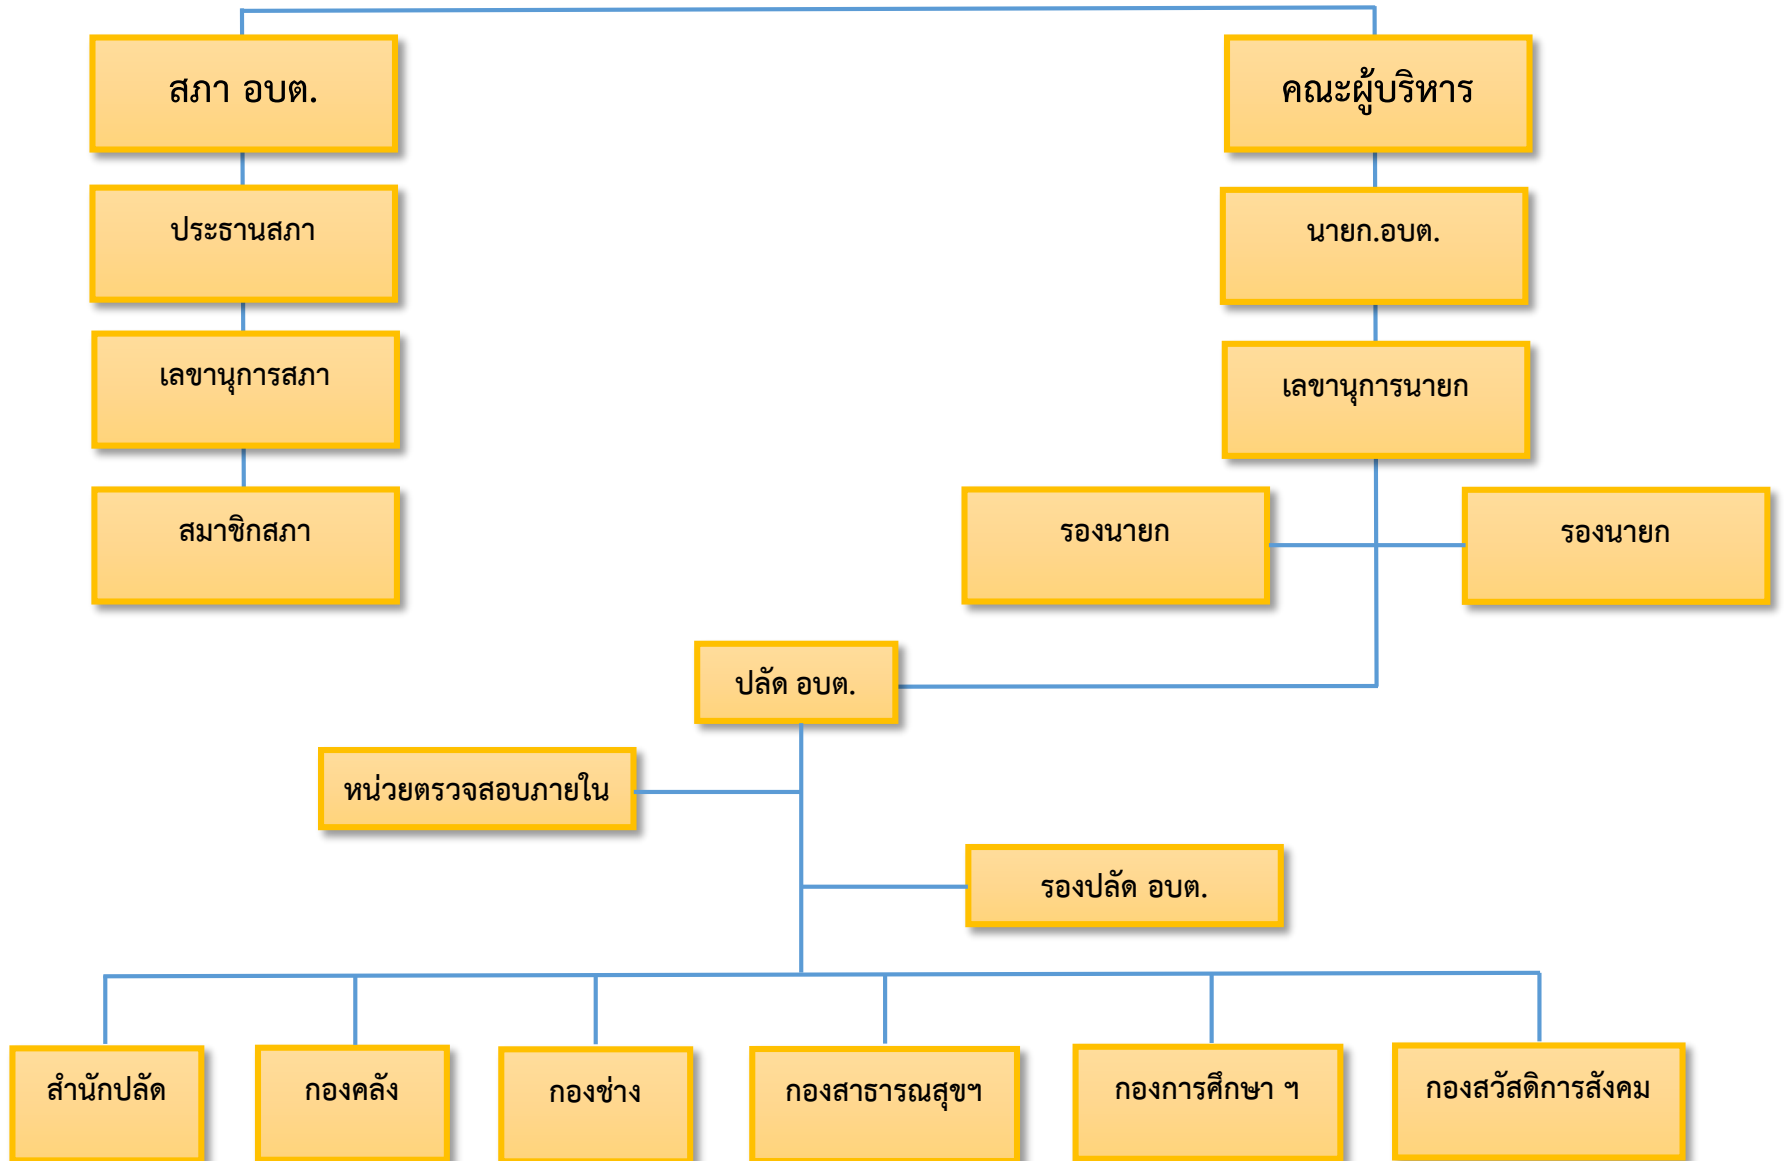 สภา อบต.
คณะผู้บริหาร
ประธานสภา
นายก.อบต.
เลขานุการสภา
เลขานุการนายก
สมาชิกสภา
รองนายก
รองนายก
ปลัด อบต.
หน่วยตรวจสอบภายใน
รองปลัด อบต.
สำนักปลัด
กองคลัง
กองช่าง
กองสาธารณสุขฯ
กองการศึกษา ฯ
กองสวัสดิการสังคม